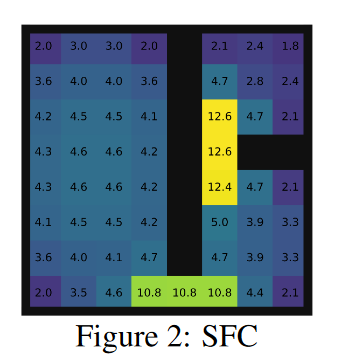 2.0 3.0 3.0 2.0 2.1 2.4 1.8
3.6 4.0 4.0 3.6 4.7 2.8 2.4
4.2 4.5 4.5 4.1 12.6 4.7 2.1
4.3 4.6 4.6 4.2 12.6
4.3 4.6 4.6 4.2 12.4 4.7 2.1
4.1 4.5 4.5 4.2 5.0 3.9 3.3
3.6 4.0 4.1 4.7 4.7 3.9 3.3
2.0 3.5 4.6 10.8 10.8 10.8 4.4 2.1
Figure 2: SFC